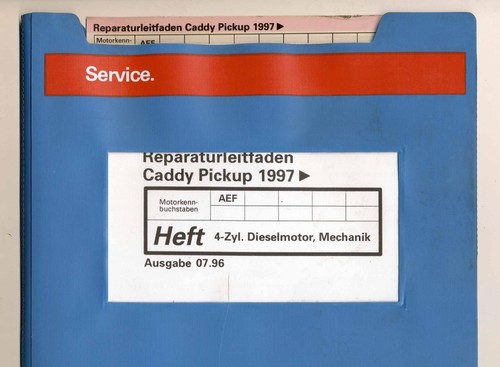 Reparaturleitfaden Caddy Pickup 1997 ►
Motorkenn- AEF
Service.
Reparaturleitfaden
Caddy Pickup 1997 ►
Motorkenn-
buchstaben
AEF
Heft 4-Zyl. Dieselmotor, Mechanik
Ausgabe 07.96